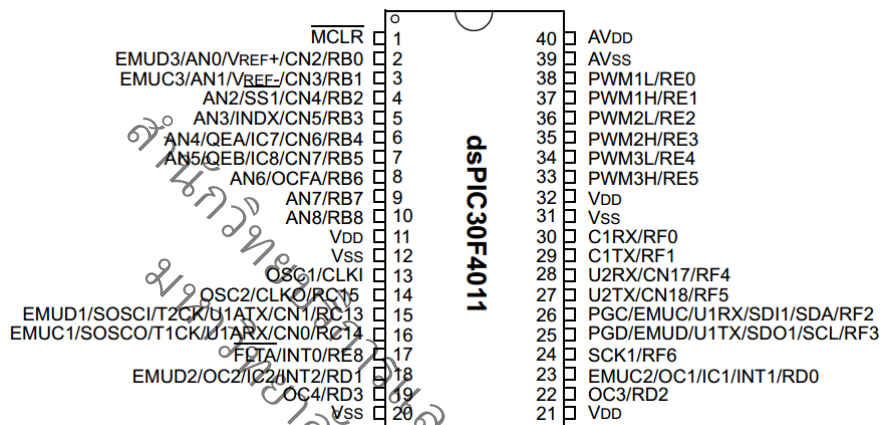 MCLR 1 40 AVDD
EMUD3/AN0/VREF+/CN2/RB0 2 39 AVSS
EMUC3/AN1/VREF-/CN3/RB1 3 38 PWM1L/RE0
AN2/SS1/CN4/RB2 4 37 PWM1H/RE1
AN3/INDX/CN5/RB3 5 36 PWM2L/RE2
AN4/QEA/IC7/CN6/RB4 6 35 PWM2H/RE3
AN5/QEB/IC8/CN7/RB5 7 34 PWM3L/RE4
AN6/OCFA/RB6 8 33 PWM3H/RE5
AN7/RB7 9 32 VDD
AN8/RB8 10 31 VSS
VDD 11 30 C1RX/RF0
VSS 12 29 C1TX/RF1
OSC1/CLKI 13 28 U2RX/CN17/RF4
OSC2/CLKO/RC15 14 27 U2TX/CN18/RF5
EMUD1/SOSCI/T2CK/U1ATX/CN1/RC13 15 26 PGC/EMUC/U1RX/SDI1/SDA/RF2
EMUC1/SOSCO/T1CK/U1ARX/CN0/RC14 16 25 PGD/EMUD/U1TX/SDO1/SCL/RF3
FLTA/INT0/RE8 17 24 SCK1/RF6
EMUD2/OC2/IC2/INT2/RD1 18 23 EMUC2/OC1/IC1/INT1/RD0
OC4/RD3 19 22 OC3/RD2
VSS 20 21 VDD
dsPIC30F4011